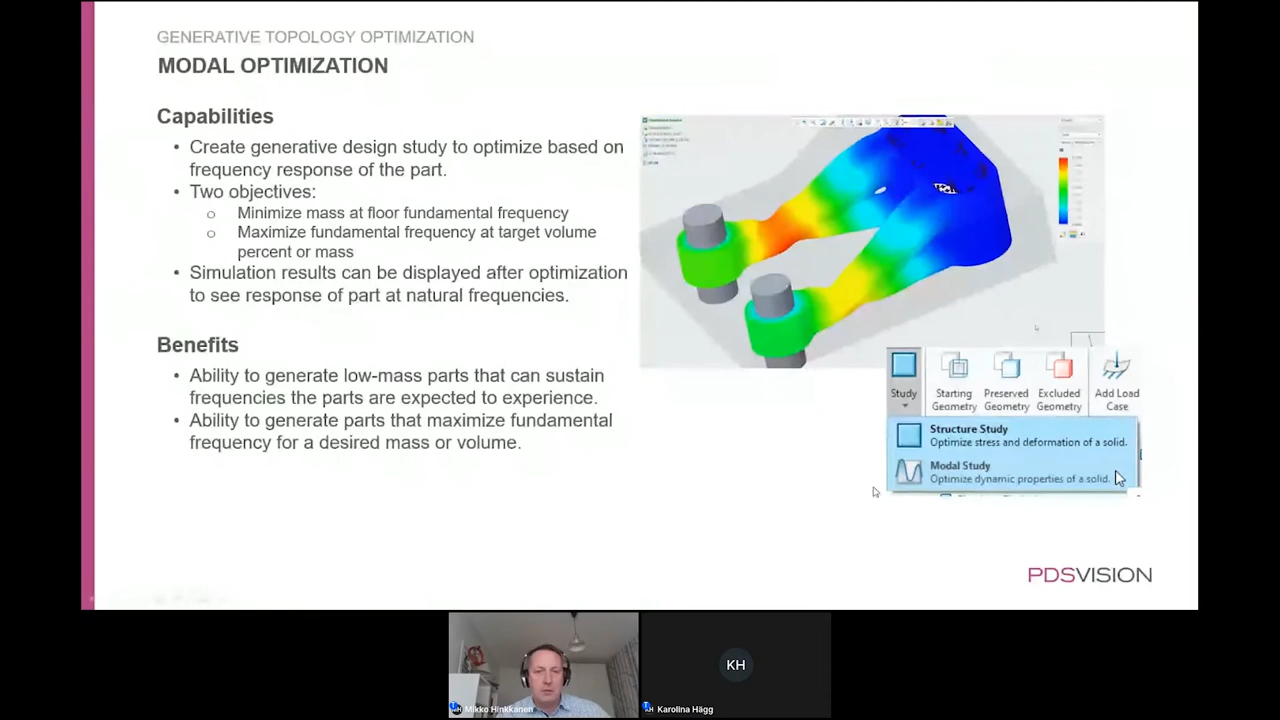 GENERATIVE TOPOLOGY OPTIMIZATION
MODAL OPTIMIZATION
Capabilities
• Create generative design study to optimize based on
frequency response of the part.
• Two objectives:
o Minimize mass at floor fundamental frequency
o Maximize fundamental frequency at target volume
percent or mass
• Simulation results can be displayed after optimization
to see response of part at natural frequencies.
Benefits
• Ability to generate low-mass parts that can sustain
frequencies the parts are expected to experience.
• Ability to generate parts that maximize fundamental
frequency for a desired mass or volume.
Study
Starting
Geometry
Preserved
Geometry
Excluded
Geometry
Add Load
Case
Structure Study
Optimize stress and deformation of a solid.
Modal Study
Optimize dynamic properties of a solid.
PDSVISION
Mikko Hinkkanen
KH
Karolina Hägg